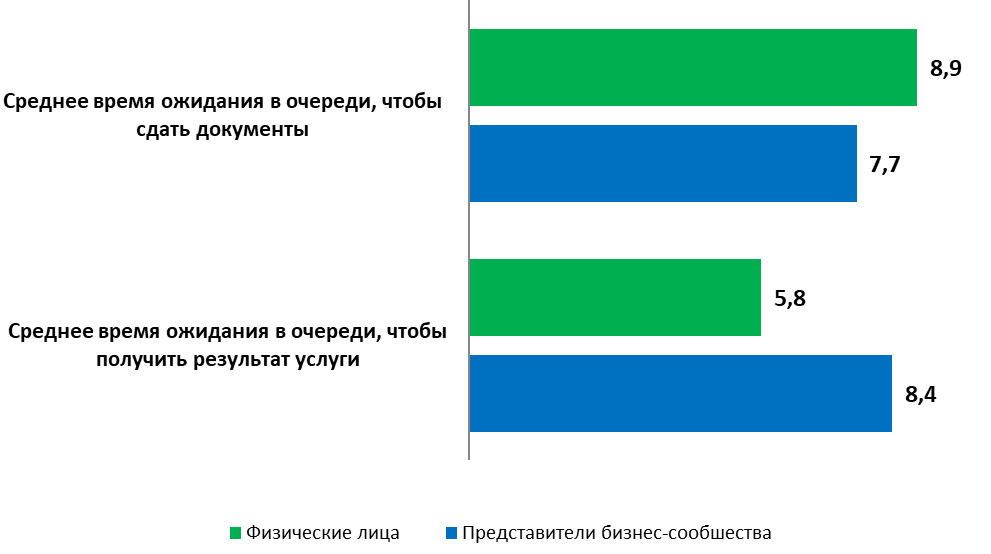 8,9
Среднее время ожидания в очереди, чтобы
сдать документы
7,7
5,8
Среднее время ожидания в очереди, чтобы
получить результат услуги
8,4
Физические лица
Представители бизнес-сообшества